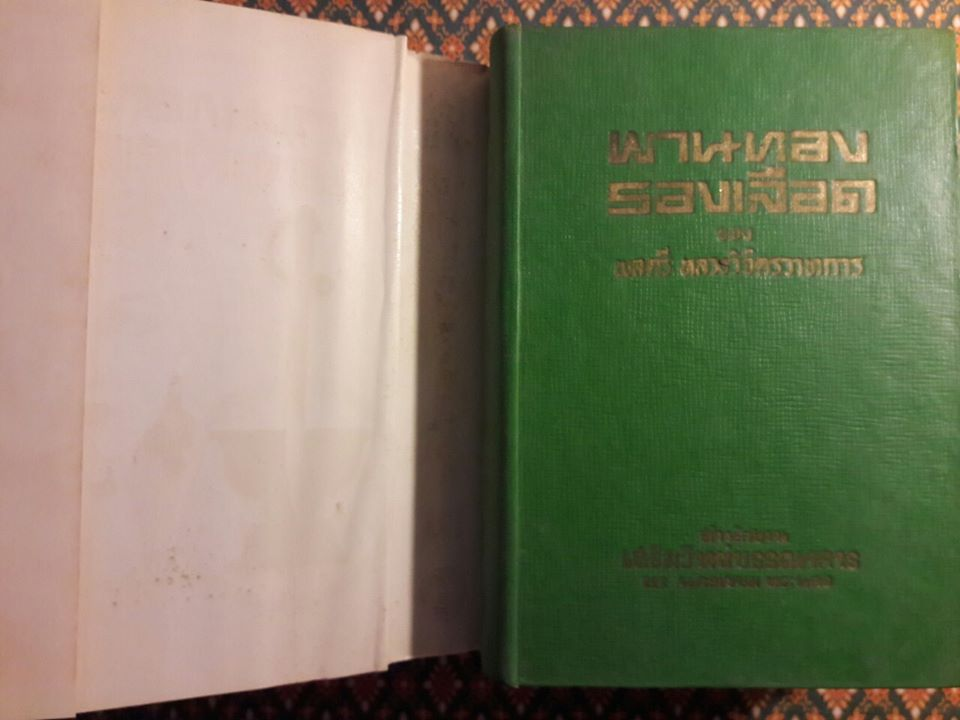 พานทอง
รองเลือด
ของ
พลตรี หลวงวิจิตรวาทการ
สำนักพิมพ์
เสริมวิทย์บรรณาคาร